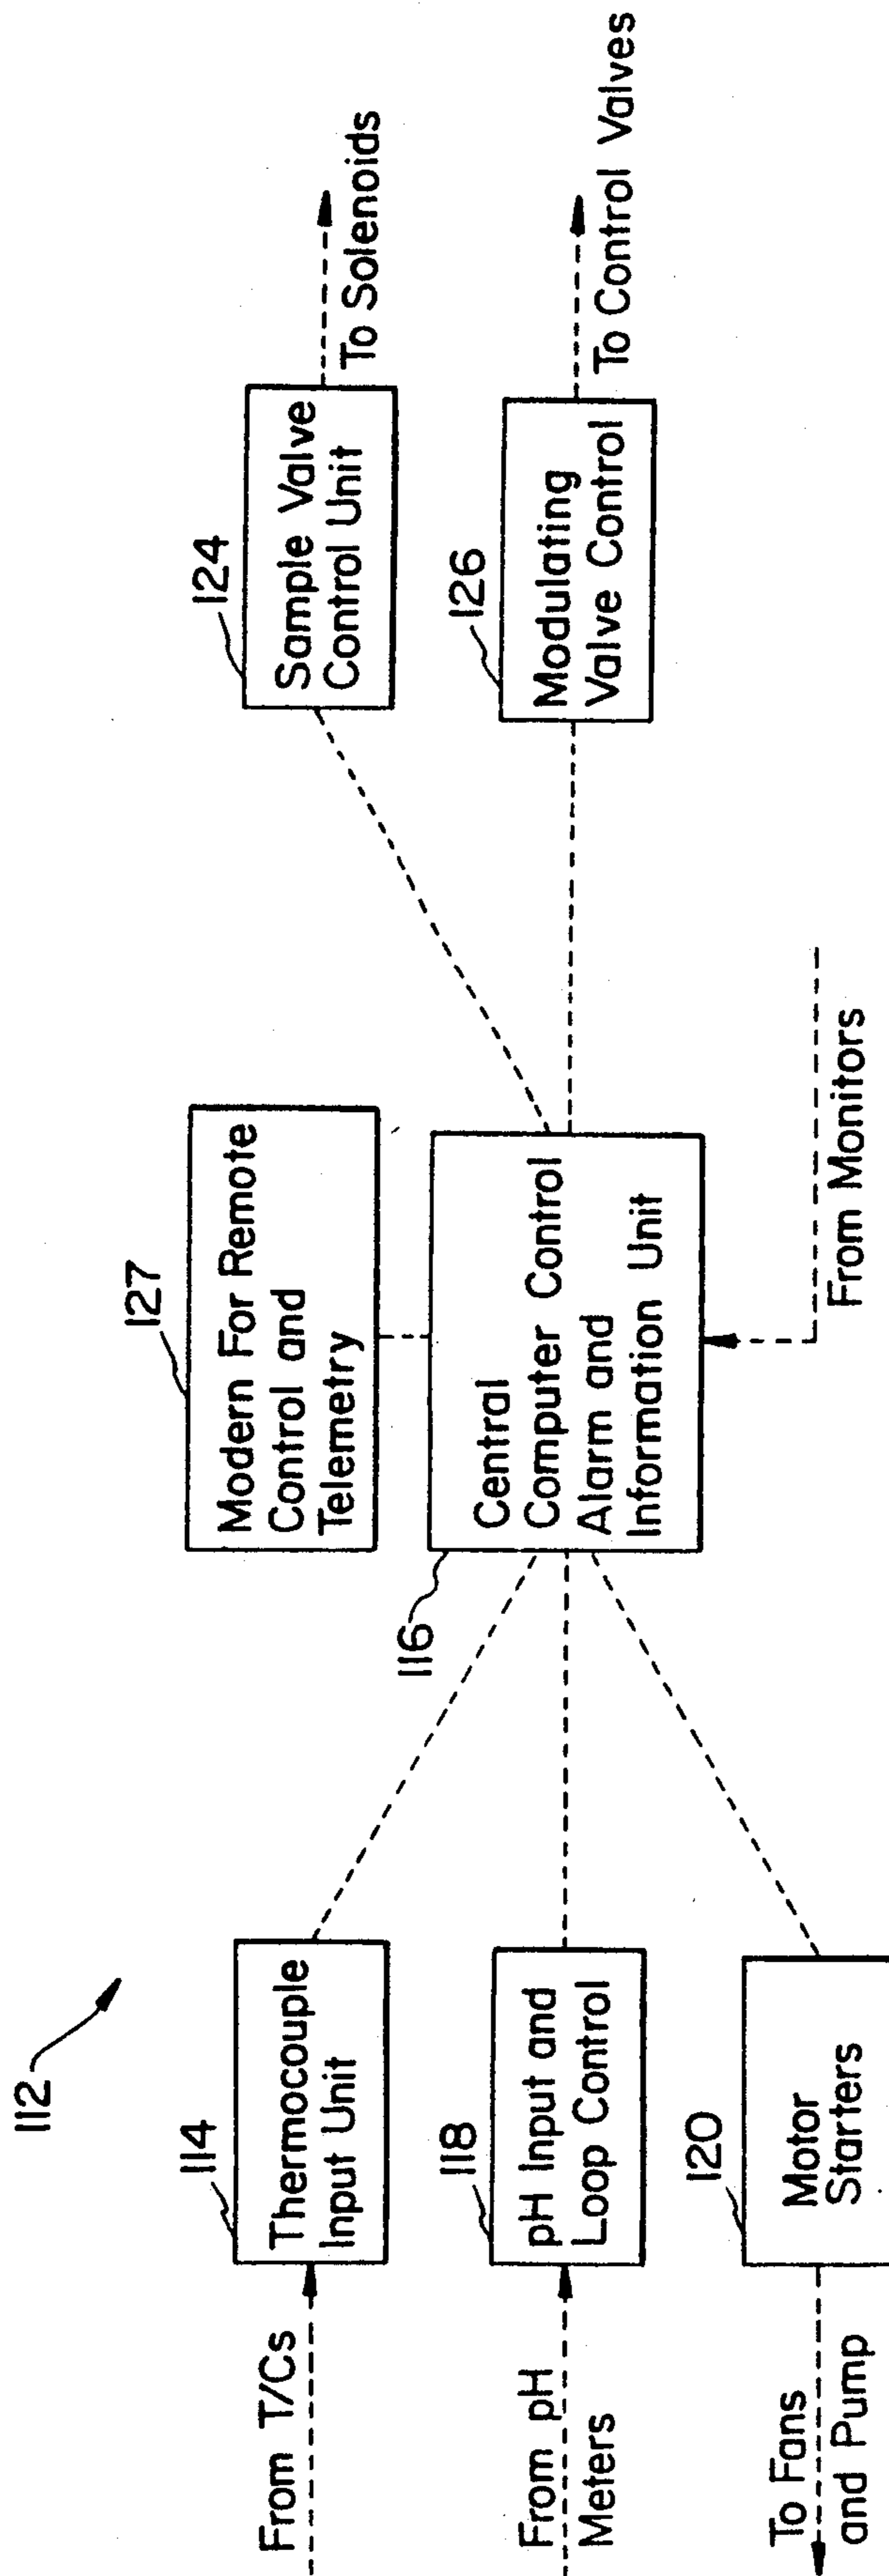 112
114
Thermocouple
Input Unit
From T/Cs
118
pH Input and
Loop Control
From pH
Meters
120
Motor
Starters
To Fans
and Pump
127
Modern For Remote
Control and
Telemetry
116
Central
Computer Control
Alarm and
Information Unit
From Monitors
124
Sample Valve
Control Unit
To Solenoids
126
Modulating
Valve Control
To Control Valves